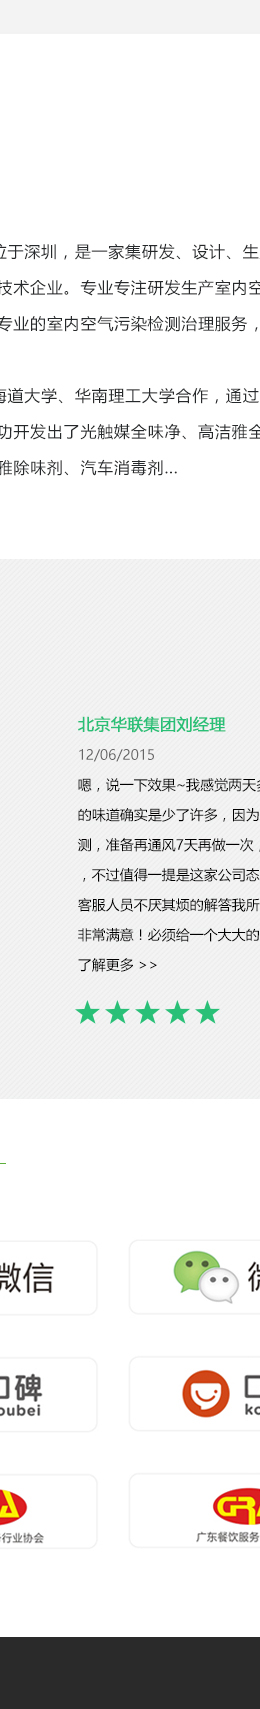 位于深圳，是一家集研发、设计、生
技术企业。专业专注研发生产室内空
专业的室内空气污染检测治理服务，
海道大学、华南理工大学合作，通过
功开发出了光触媒全味净、高洁雅全
雅除味剂、汽车消毒剂...
北京华联集团刘经理
12/06/2015
嗯，说一下效果~我感觉两天多
的味道确实是少了许多，因为
测，准备再通风7天再做一次，
，不过值得一提是这家公司态
客服人员不厌其烦的解答我所
非常满意！必须给一个大大的
了解更多 >>
微信
微
口碑
koubei
口
ko
行业协会
GRA
广东餐饮服务